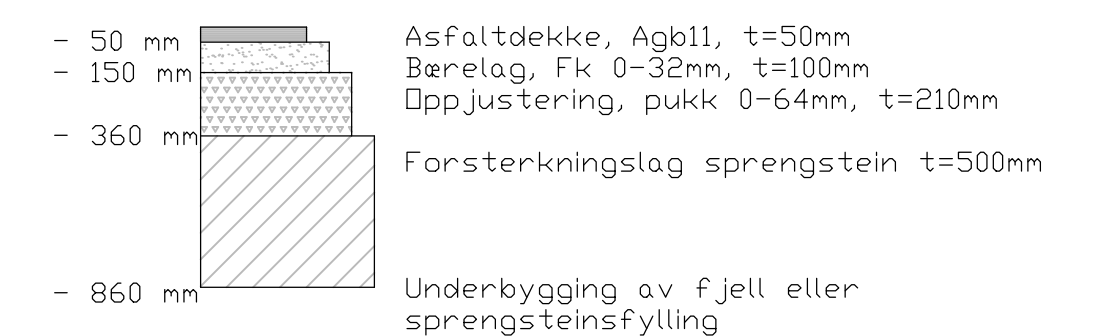 - 50 mm Asfaltdekke, Agb11, t=50mm
- 150 mm Bærelag, Fk 0-32mm, t=100mm
Oppjustering, pukk 0-64mm, t=210mm
- 360 mm
Forsterkningslag sprengstein t=500mm
- 860 mm Underbygging av fjell eller
sprengsteinsfylling